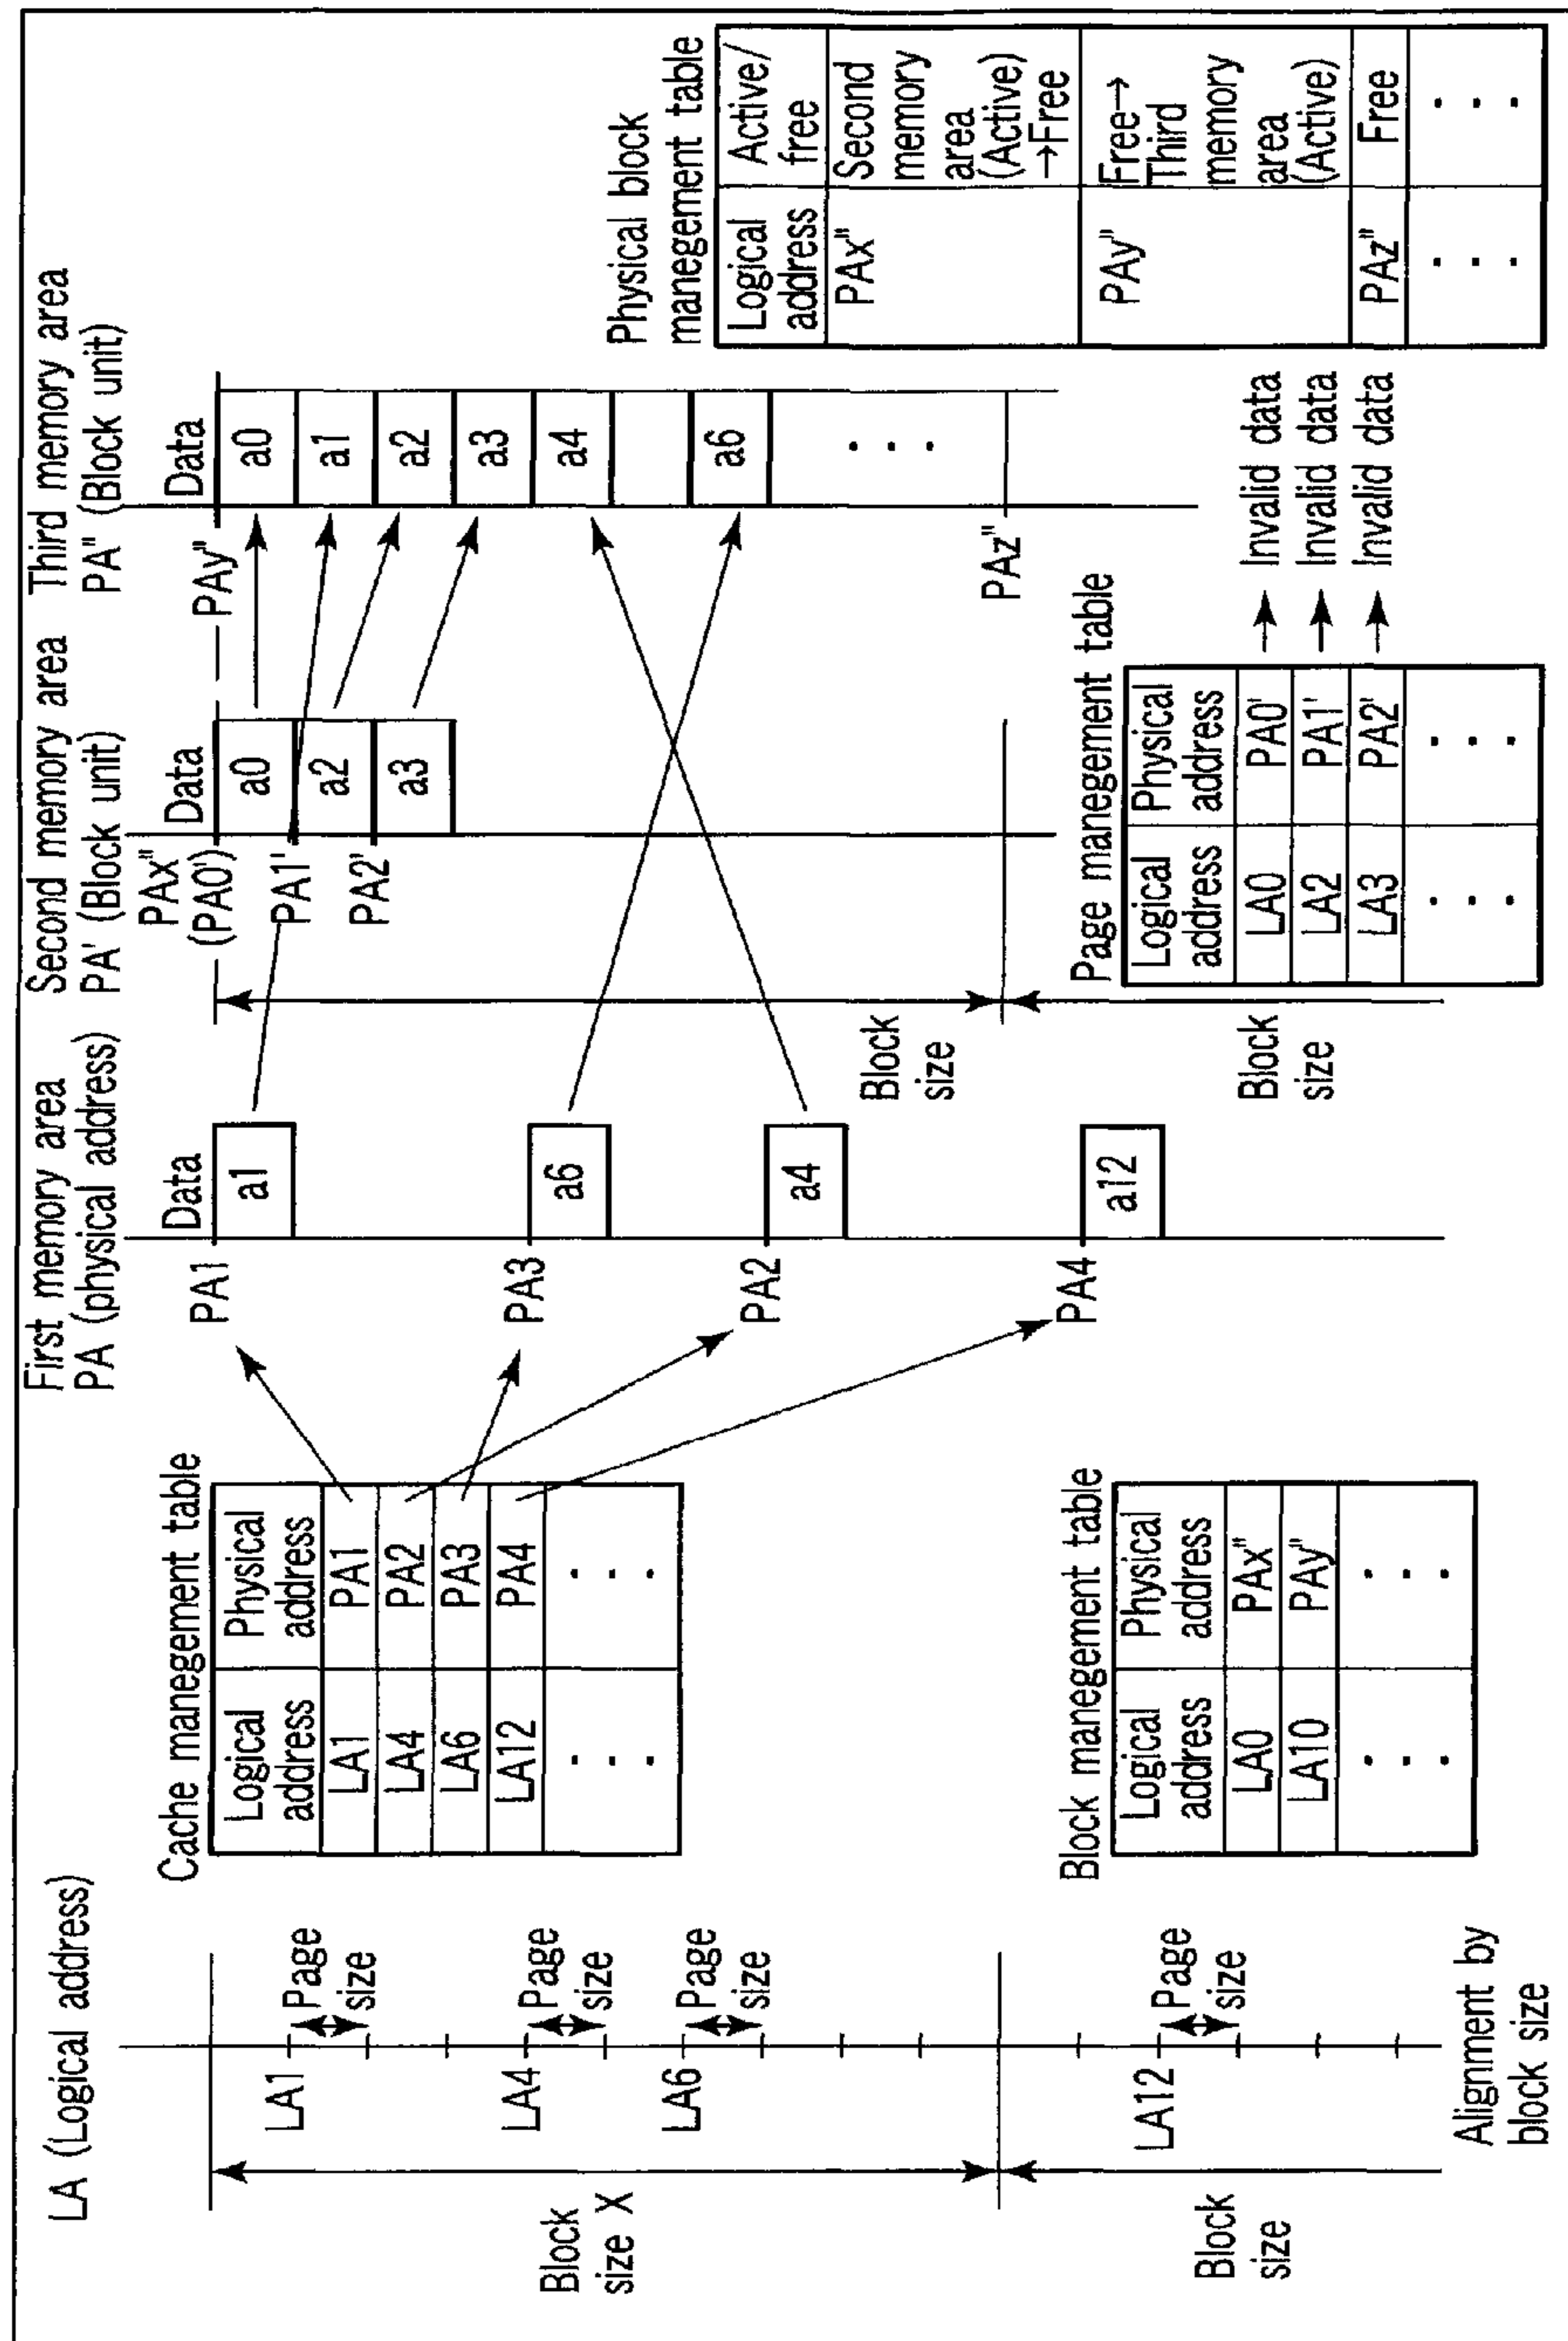 LA (Logical address)
LA1
Page
size
LA4
Page
size
LA6
Page
size
Block
size X
LA12
Page
size
Block
size
Alignment by
block size
Cache manegement table
Logical
address
Physical
address
LA1 PA1
LA4 PA2
LA6 PA3
LA12 PA4
. . . . . .
Block manegement table
Logical
address
Physical
address
LA0 PAx"
LA10 PAy"
. . . . . .
First memory area
PA (physical address)
Data
PA1
a1
PA3
a6
PA2
a4
PA4
a12
Block
size
Block
size
Second memory area
PA' (Block unit)
Data
PAx"
(PA0')
a0
PA1'
a2
PA2'
a3
Page manegement table
Logical
address
Physical
address
LA0 PA0' Invalid data
LA2 PA1' Invalid data
LA3 PA2' Invalid data
. . . . . .
Third memory area
PA" (Block unit)
Data
PAy"
a0
a1
a2
a3
a4
a6
. . .
PAz"
Physical block
manegement table
Logical
address
Active/
free
PAx" Second
memory
area
(Active)
→Free
PAy" Free→
Third
memory
area
(Active)
PAz" Free
. . . . . .